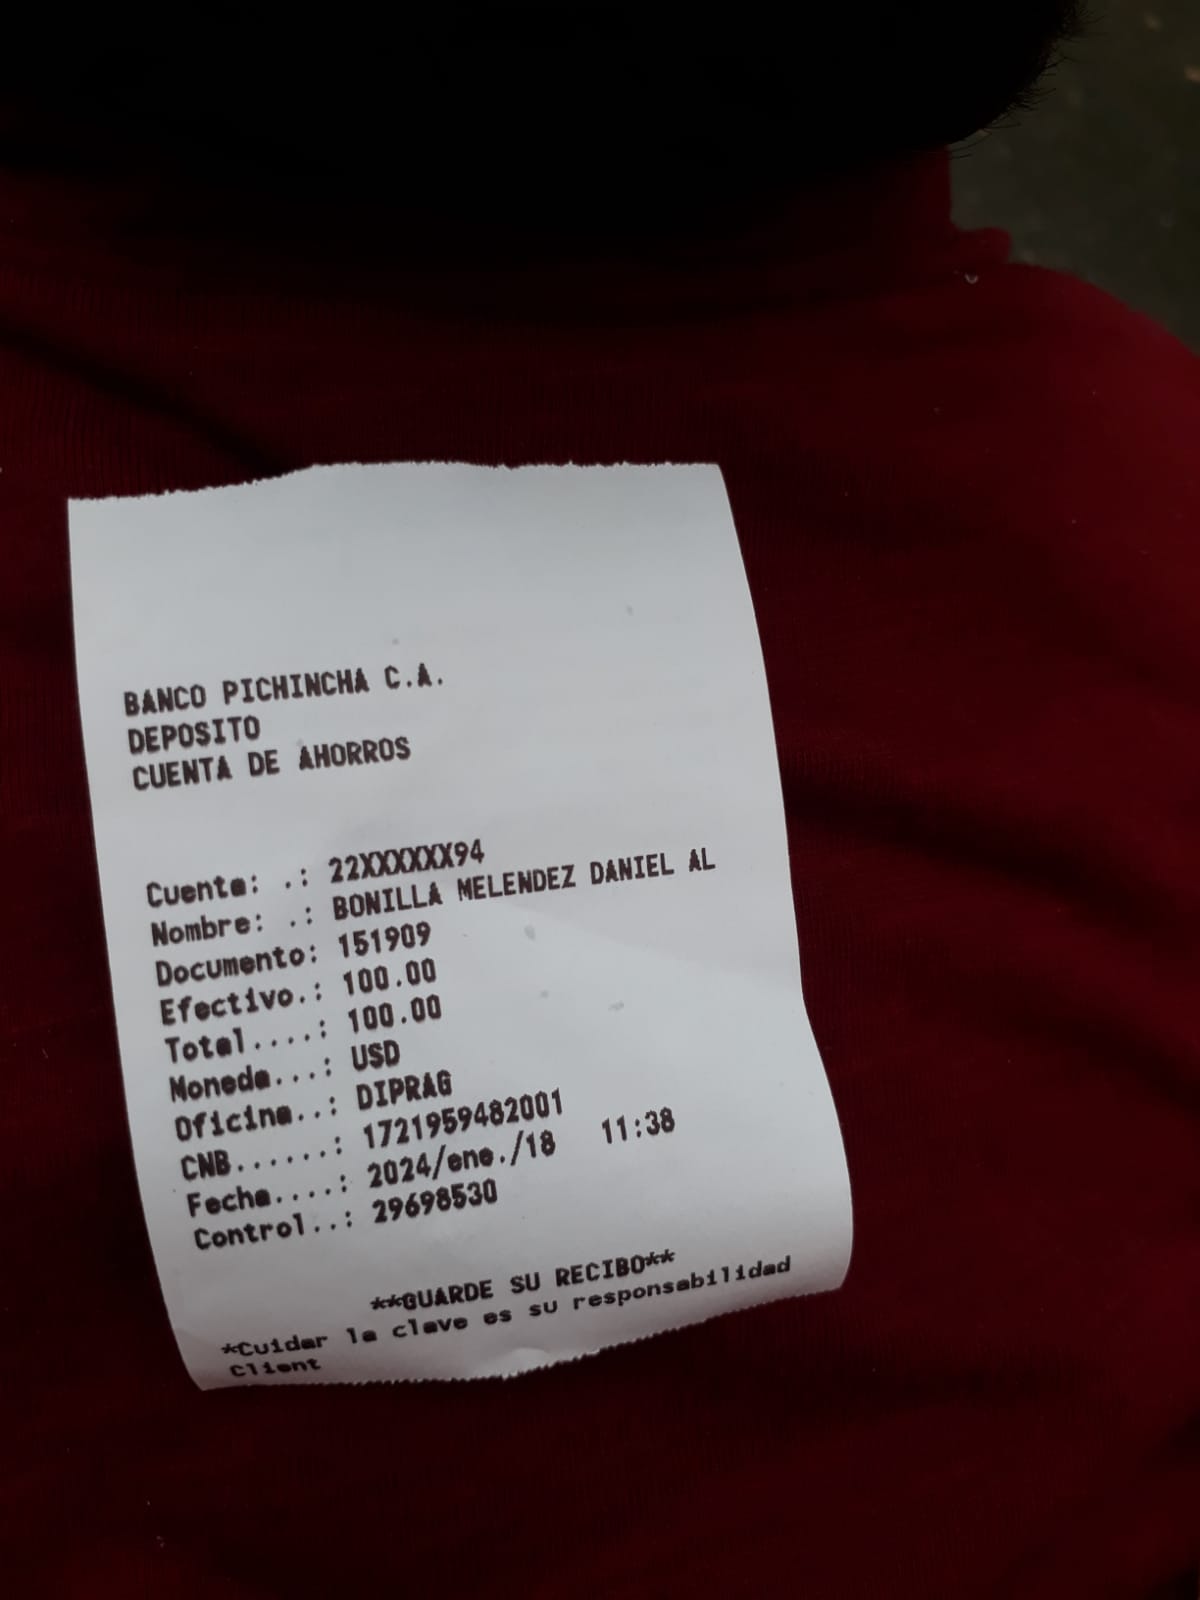 BANCO PICHINCHA C.A.
DEPOSITO
CUENTA DE AHORROS
Cuenta: .: 22XXXXXX94
Nombre: .: BONILLA MELENDEZ DANIEL AL
Documento: 151909
Efectivo.: 100.00
Total....: 100.00
Moneda...: USD
Oficina..: DIPRAG
CNB......: 1721959482001
Fecha....: 2024/ene./18 11:38
Control..: 29698530
**GUARDE SU RECIBO**
*Cuidar la clave es su responsabilidad
Client